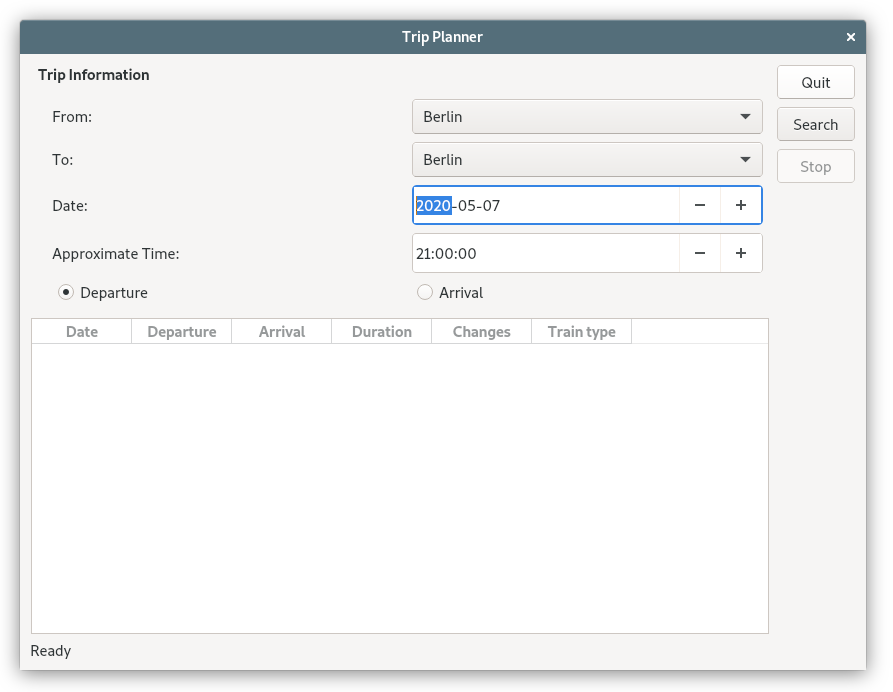 Trip Planner
Trip Information
Quit
From:
Berlin
Search
To:
Berlin
Stop
Date:
2020-05-07
Approximate Time:
21:00:00
Departure
Arrival
Date Departure Arrival Duration Changes Train type
Ready